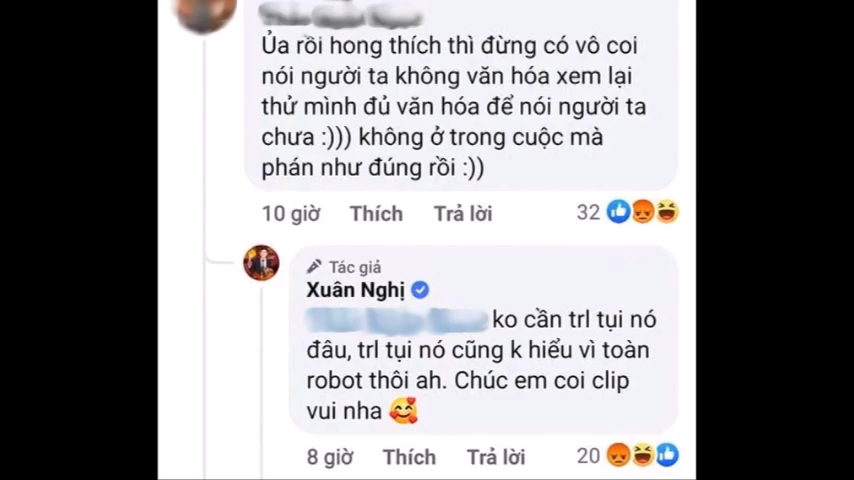 Ủa rồi hong thích thì đừng có vô coi
nói người ta không văn hóa xem lại
thử mình đủ văn hóa để nói người ta
chưa :))) không ở trong cuộc mà
phán như đúng rồi :))
10 giờ Thích Trả lời 32
Tác giả
Xuân Nghị
ko cần trl tụi nó
đâu, trl tụi nó cũng k hiểu vì toàn
robot thôi ah. Chúc em coi clip
vui nha 🥰
8 giờ Thích Trả lời 20